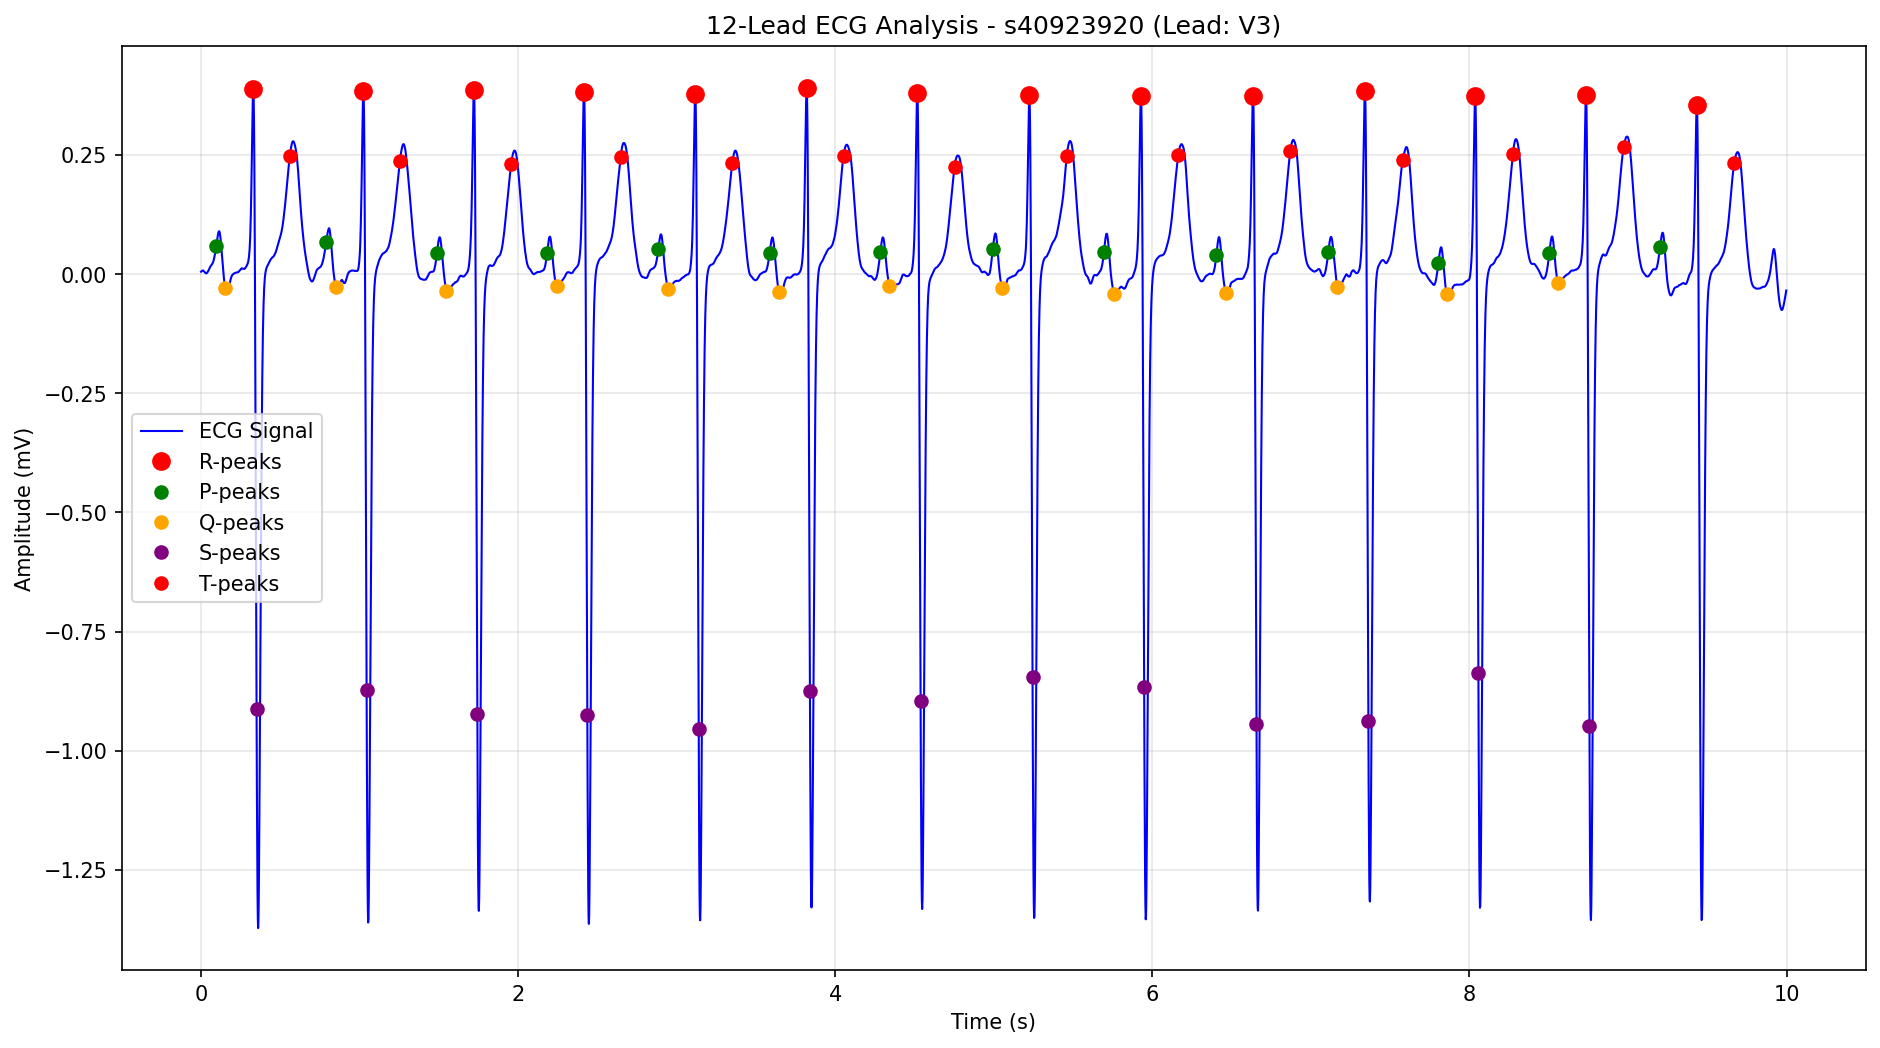 12-Lead ECG Analysis - s40923920 (Lead: V3)
0.25
0.00
−0.25
−0.50
−0.75
−1.00
−1.25
Amplitude (mV)
ECG Signal
R-peaks
P-peaks
Q-peaks
S-peaks
T-peaks
0 2 4 6 8 10
Time (s)